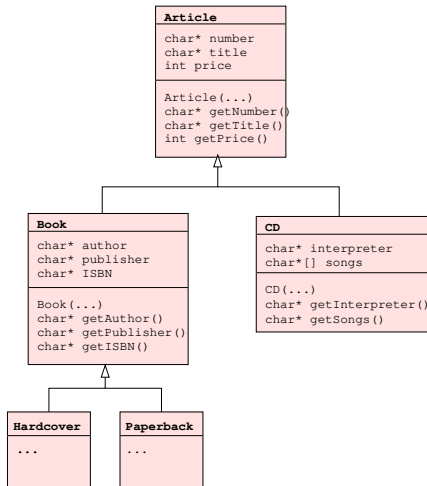 Article
char* number
char* title
int price
Article(...)
char* getNumber()
char* getTitle()
int getPrice()
Book
char* author
char* publisher
char* ISBN
Book(...)
char* getAuthor()
char* getPublisher()
char* getISBN()
CD
char* interpreter
char*[] songs
CD(...)
char* getInterpreter()
char* getSongs()
Hardcover
...
Paperback
...